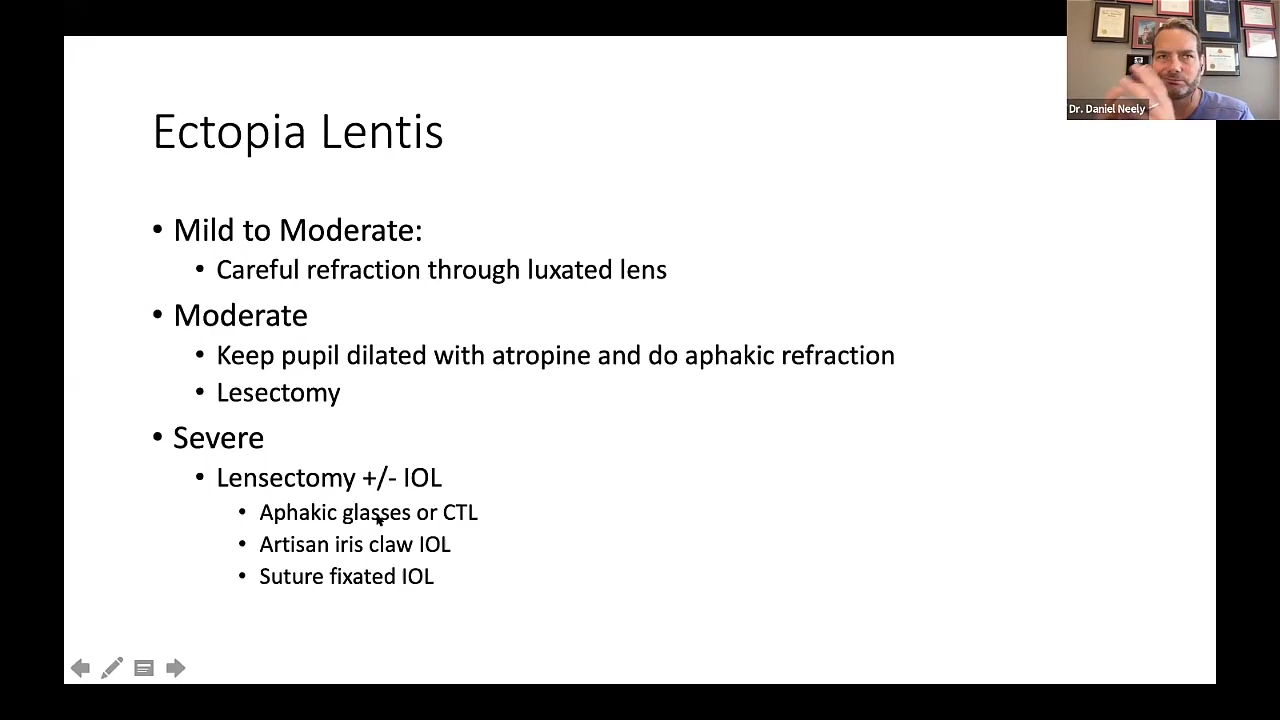 Dr. Daniel Neely
Ectopia Lentis
• Mild to Moderate:
• Careful refraction through luxated lens
• Moderate
• Keep pupil dilated with atropine and do aphakic refraction
• Lesectomy
• Severe
• Lensectomy +/- IOL
• Aphakic glasses or CTL
• Artisan iris claw IOL
• Suture fixated IOL